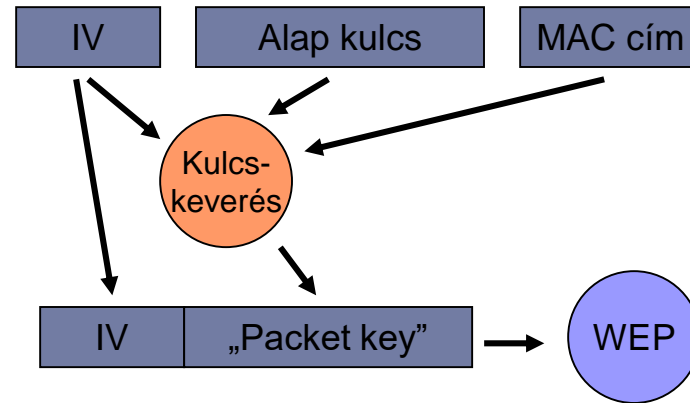 IV
Alap kulcs
MAC cím
Kulcs-
keverés
IV
„Packet key”
WEP